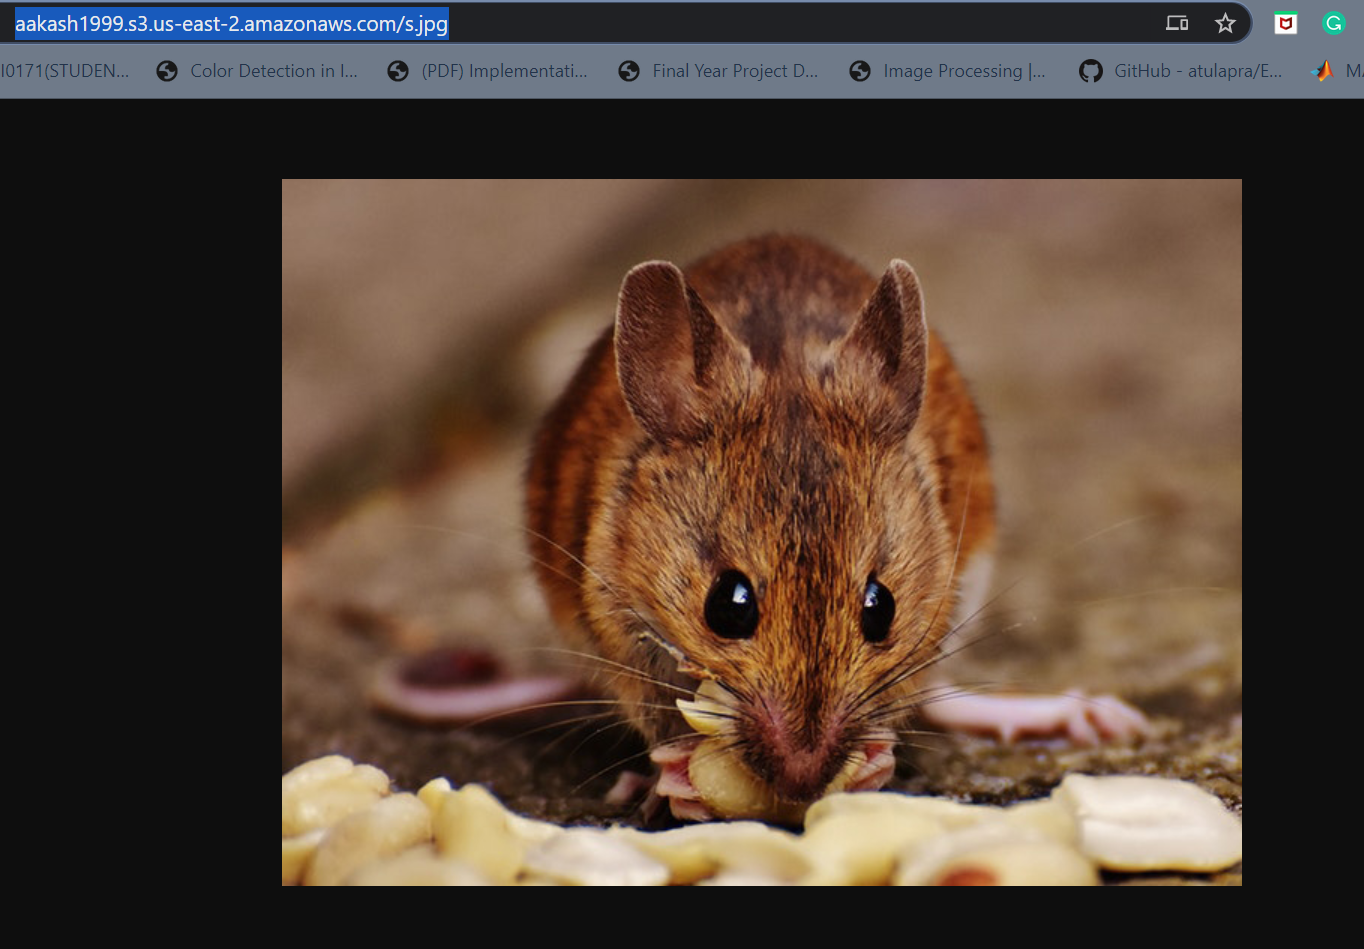 aakash1999.s3.us-east-2.amazonaws.com/s.jpg
I0171(STUDEN... Color Detection in I... (PDF) Implementati... Final Year Project D... Image Processing |... GitHub - atulapra/E... MA